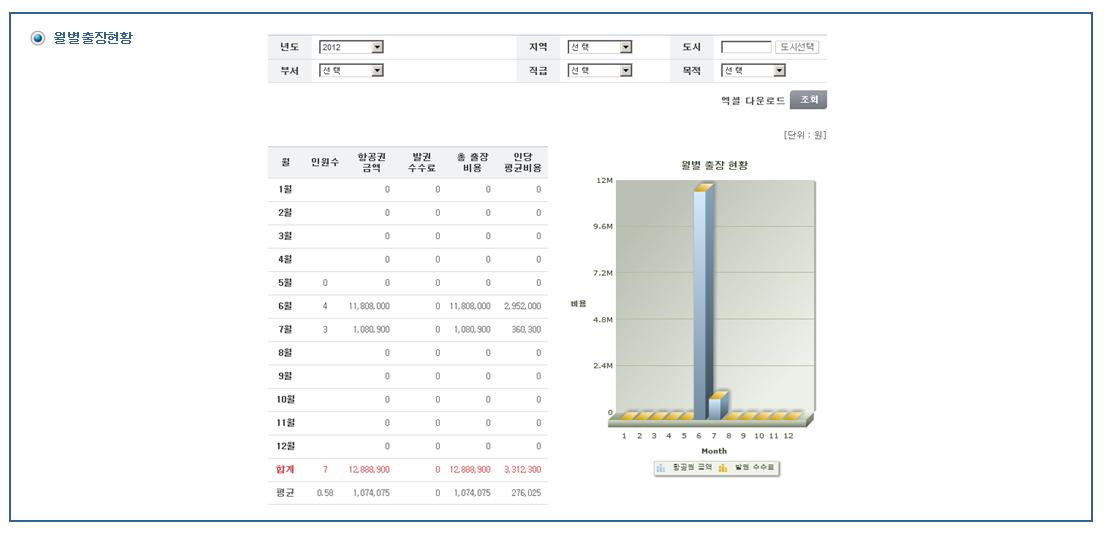 월별출장현황
년도 2012 지역 선택 도시 도시선택
부서 선택 직급 선택 목적 선택
엑셀 다운로드 조회
[단위 : 원]
월 인원수 항공권 금액 발권 수수료 총 출장 비용 인당 평균비용
1월 0 0 0 0
2월 0 0 0 0
3월 0 0 0 0
4월 0 0 0 0
5월 0 0 0 0 0
6월 4 11,808,000 0 11,808,000 2,952,000
7월 3 1,080,900 0 1,080,900 360,300
8월 0 0 0 0
9월 0 0 0 0
10월 0 0 0 0
11월 0 0 0 0
12월 0 0 0 0
합계 7 12,888,900 0 12,888,900 3,312,300
평균 0.58 1,074,075 0 1,074,075 276,025
월별 출장 현황
12M
9.6M
7.2M
비용
4.8M
2.4M
0
1 2 3 4 5 6 7 8 9 10 11 12
Month
항공권 금액 발권 수수료